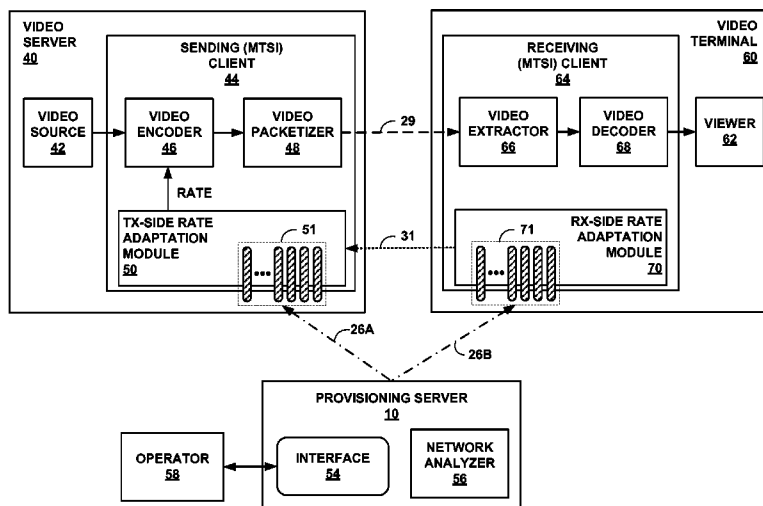 VIDEO
SERVER
40
SENDING (MTSI)
CLIENT
44
VIDEO
SOURCE
42
VIDEO
ENCODER
46
VIDEO
PACKETIZER
48
RATE
TX-SIDE RATE
ADAPTATION
MODULE
50
51
29
31
RECEIVING
(MTSI) CLIENT
64
VIDEO
TERMINAL
60
VIDEO
EXTRACTOR
66
VIDEO
DECODER
68
VIEWER
62
71
RX-SIDE RATE
ADAPTATION
MODULE
70
26A
26B
PROVISIONING SERVER
10
OPERATOR
58
INTERFACE
54
NETWORK
ANALYZER
56